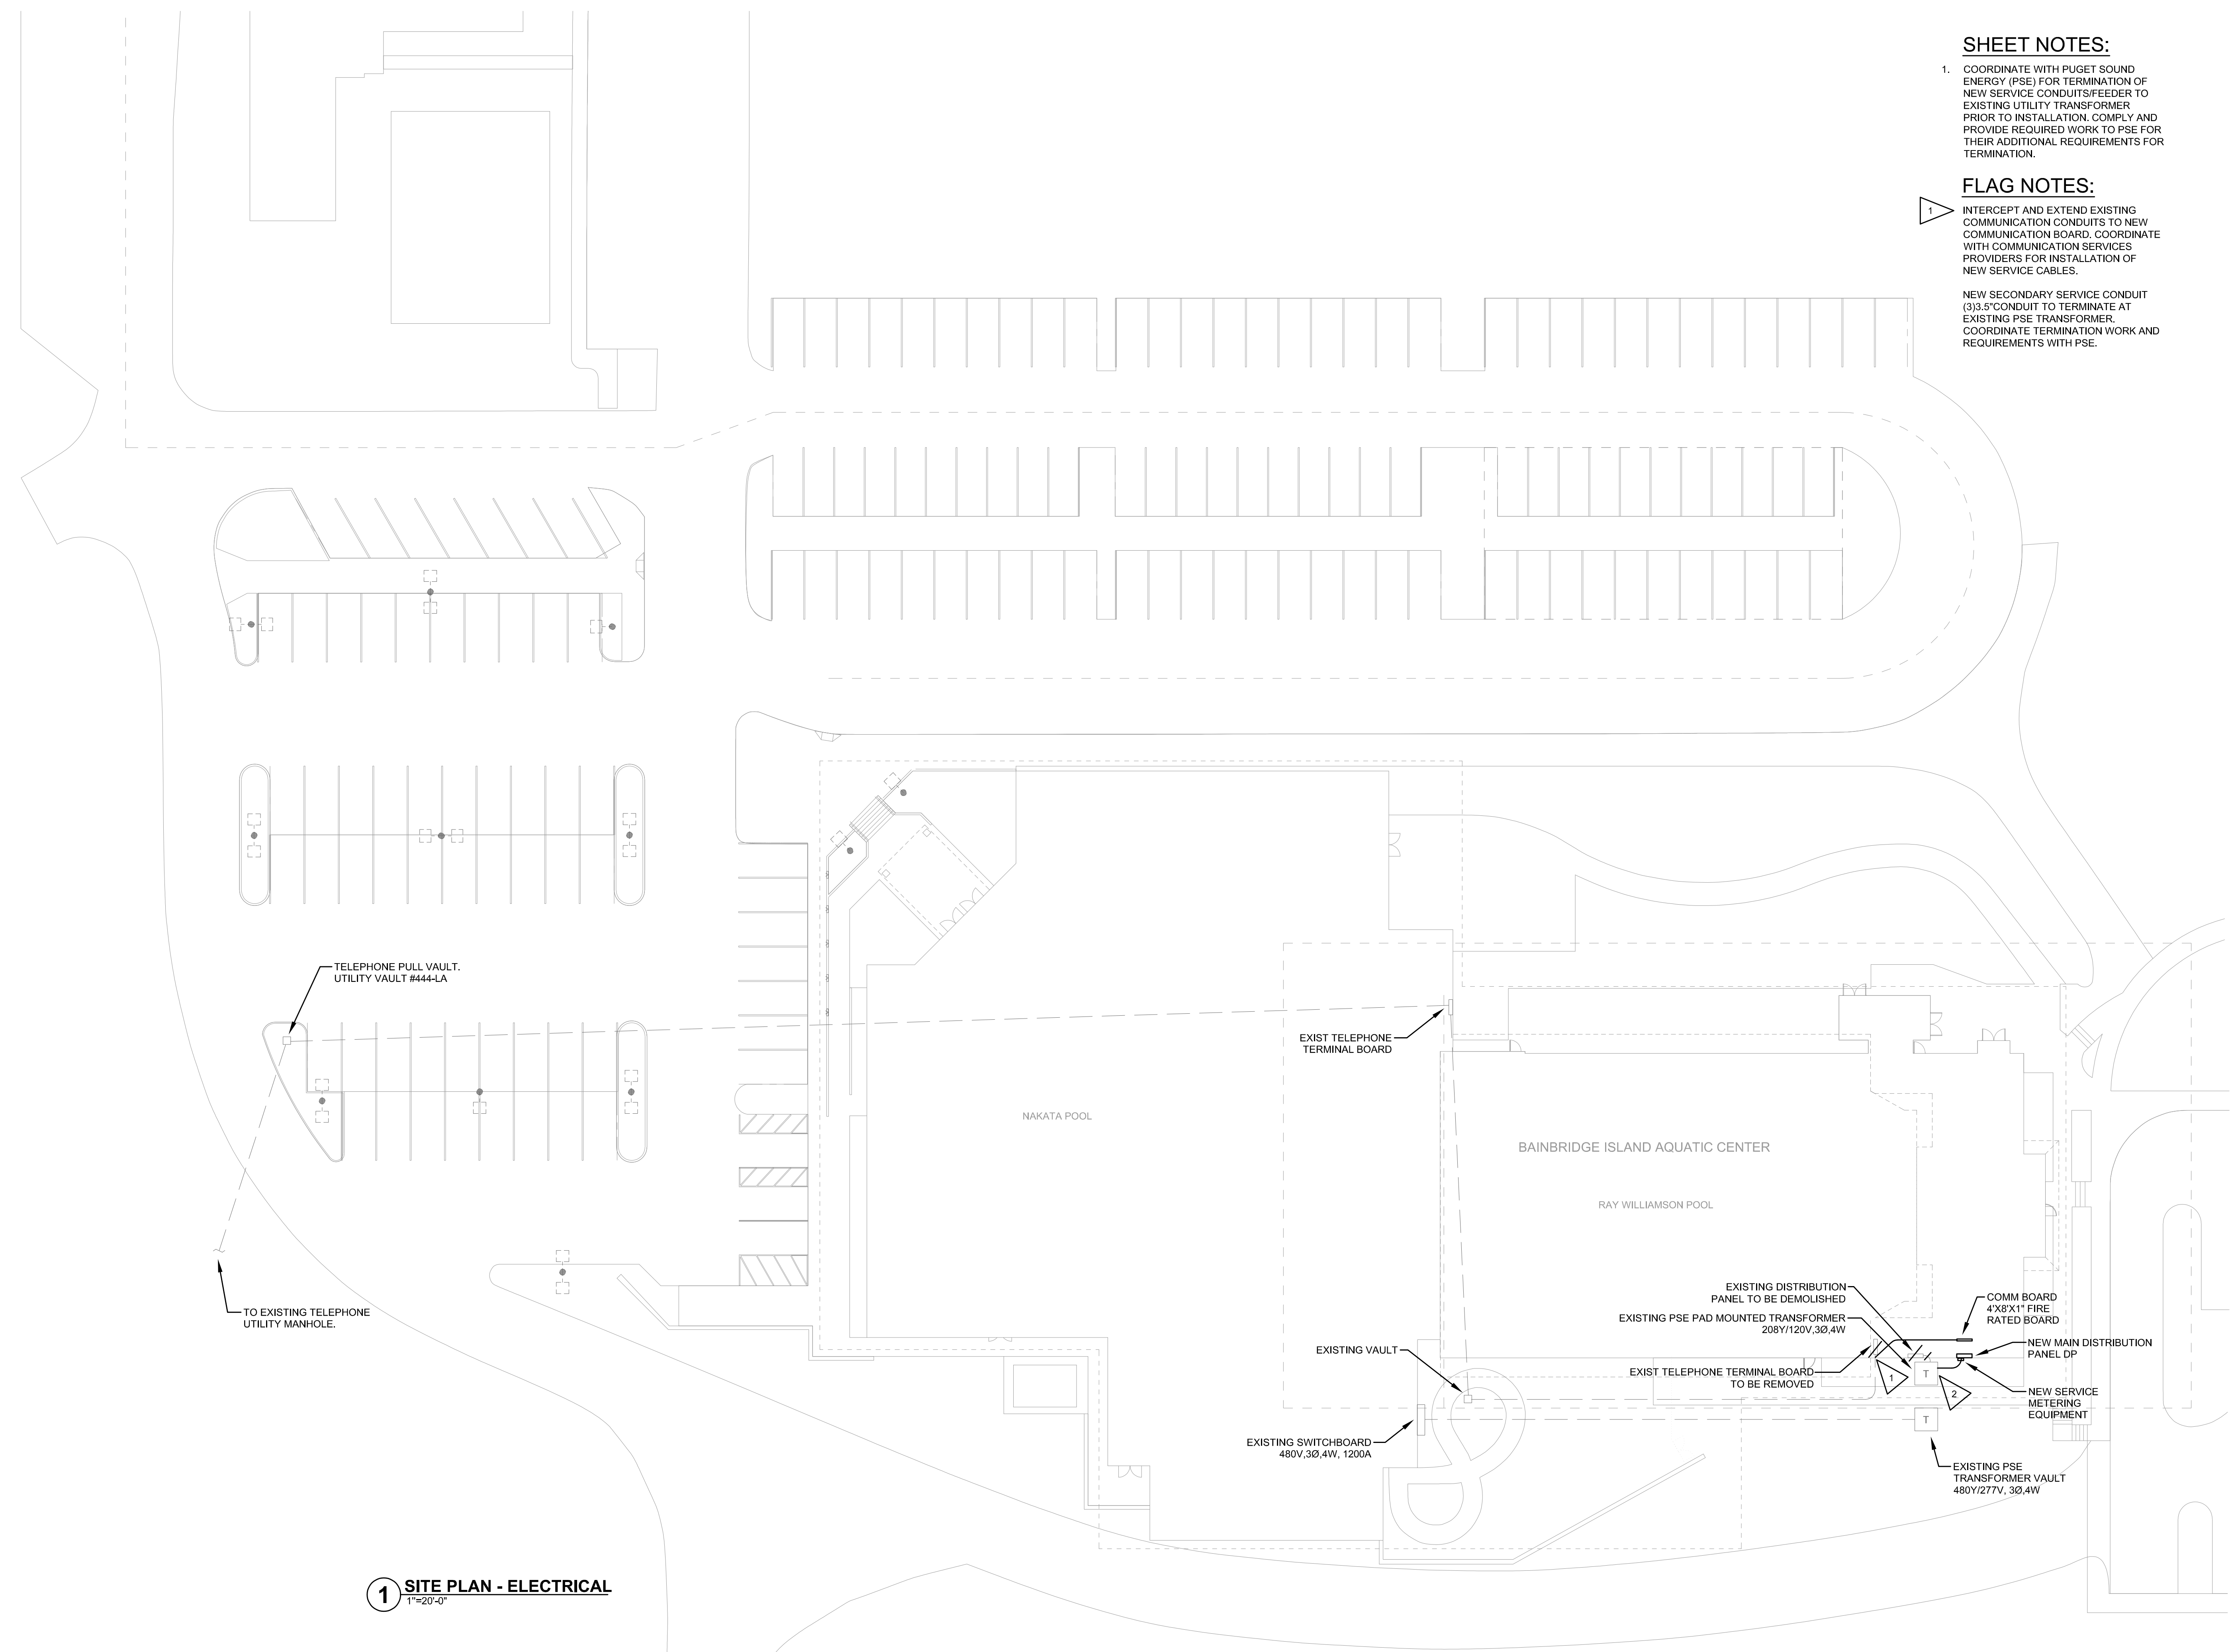 SHEET NOTES:
1. COORDINATE WITH PUGET SOUND
ENERGY (PSE) FOR TERMINATION OF
NEW SERVICE CONDUITS/FEEDER TO
EXISTING UTILITY TRANSFORMER
PRIOR TO INSTALLATION. COMPLY AND
PROVIDE REQUIRED WORK TO PSE FOR
THEIR ADDITIONAL REQUIREMENTS FOR
TERMINATION.
FLAG NOTES:
1 INTERCEPT AND EXTEND EXISTING
COMMUNICATION CONDUITS TO NEW
COMMUNICATION BOARD. COORDINATE
WITH COMMUNICATION SERVICES
PROVIDERS FOR INSTALLATION OF
NEW SERVICE CABLES.
NEW SECONDARY SERVICE CONDUIT
(3)3.5"CONDUIT TO TERMINATE AT
EXISTING PSE TRANSFORMER.
COORDINATE TERMINATION WORK AND
REQUIREMENTS WITH PSE.
TELEPHONE PULL VAULT.
UTILITY VAULT #444-LA
EXIST TELEPHONE
TERMINAL BOARD
NAKATA POOL
BAINBRIDGE ISLAND AQUATIC CENTER
RAY WILLIAMSON POOL
TO EXISTING TELEPHONE
UTILITY MANHOLE.
EXISTING DISTRIBUTION
PANEL TO BE DEMOLISHED
EXISTING PSE PAD MOUNTED TRANSFORMER
208Y/120V,3Ø,4W
EXISTING VAULT
EXIST TELEPHONE TERMINAL BOARD
TO BE REMOVED
COMM BOARD
4'X8'X1" FIRE
RATED BOARD
NEW MAIN DISTRIBUTION
PANEL DP
1
T
2
NEW SERVICE
METERING
EQUIPMENT
T
EXISTING SWITCHBOARD
480V,3Ø,4W, 1200A
EXISTING PSE
TRANSFORMER VAULT
480Y/277V, 3Ø,4W
1 SITE PLAN - ELECTRICAL
1"=20'-0"